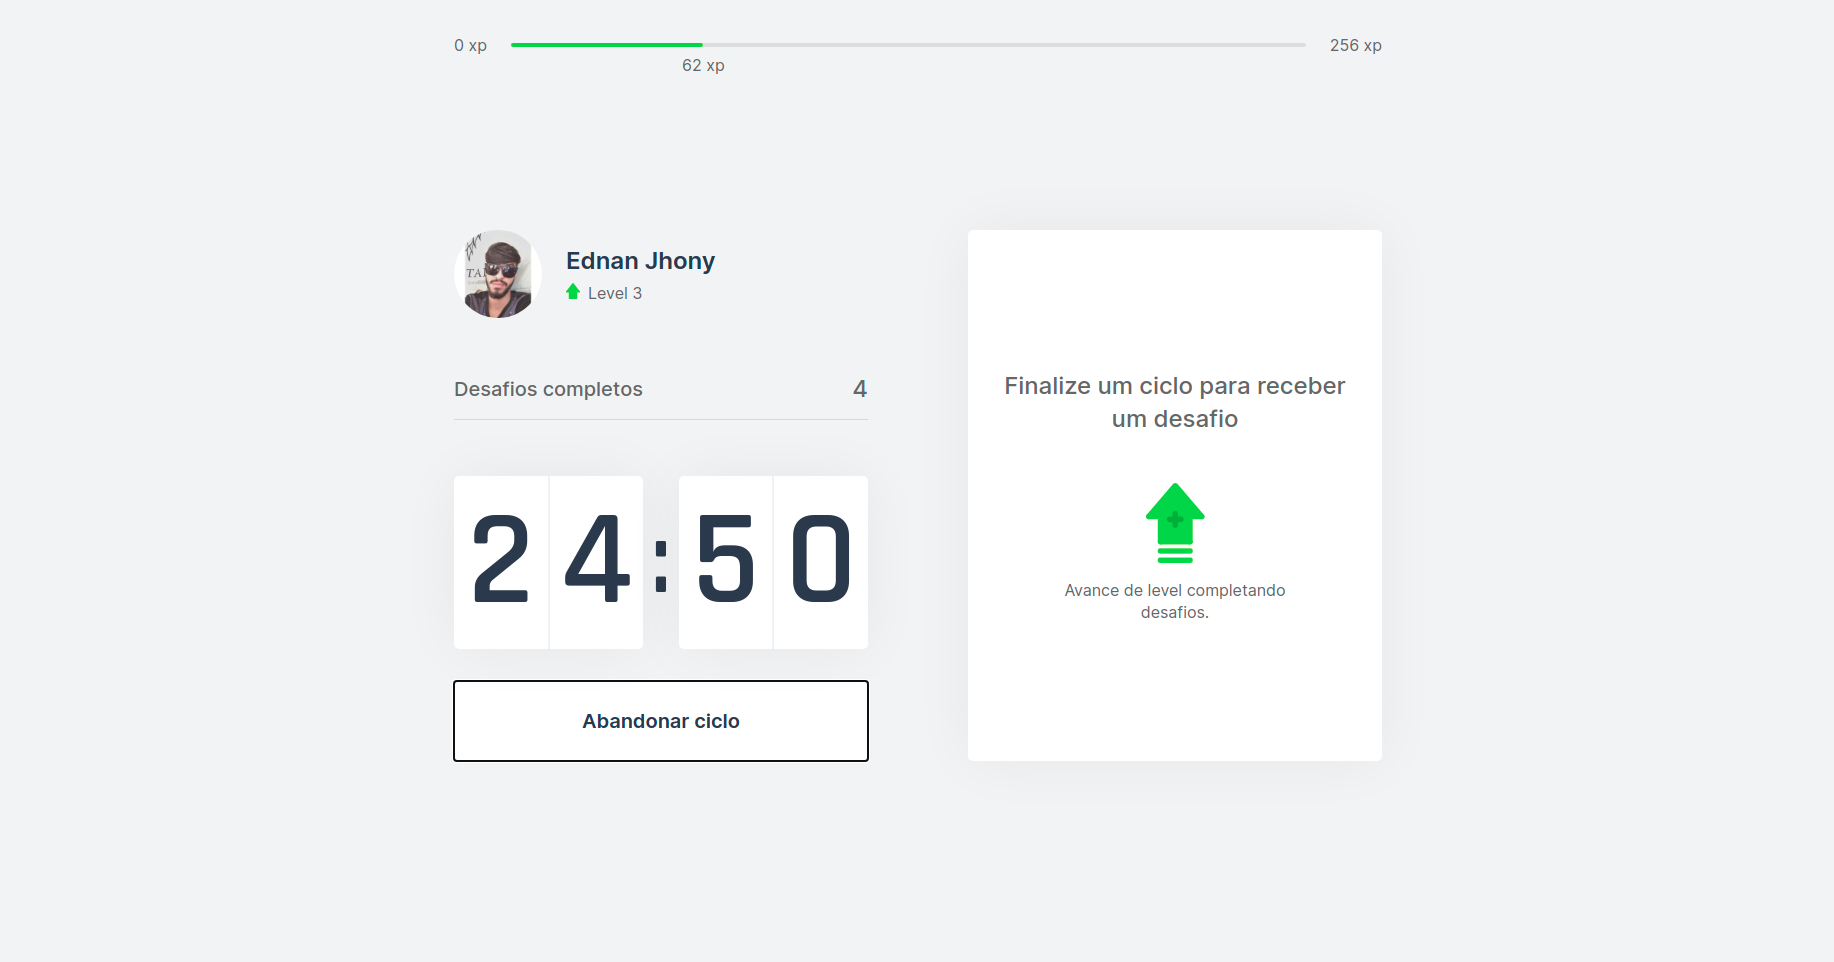 0 xp
256 xp
62 xp
Ednan Jhony
Level 3
Desafios completos
4
24:50
Abandonar ciclo
Finalize um ciclo para receber
um desafio
Avance de level completando
desafios.